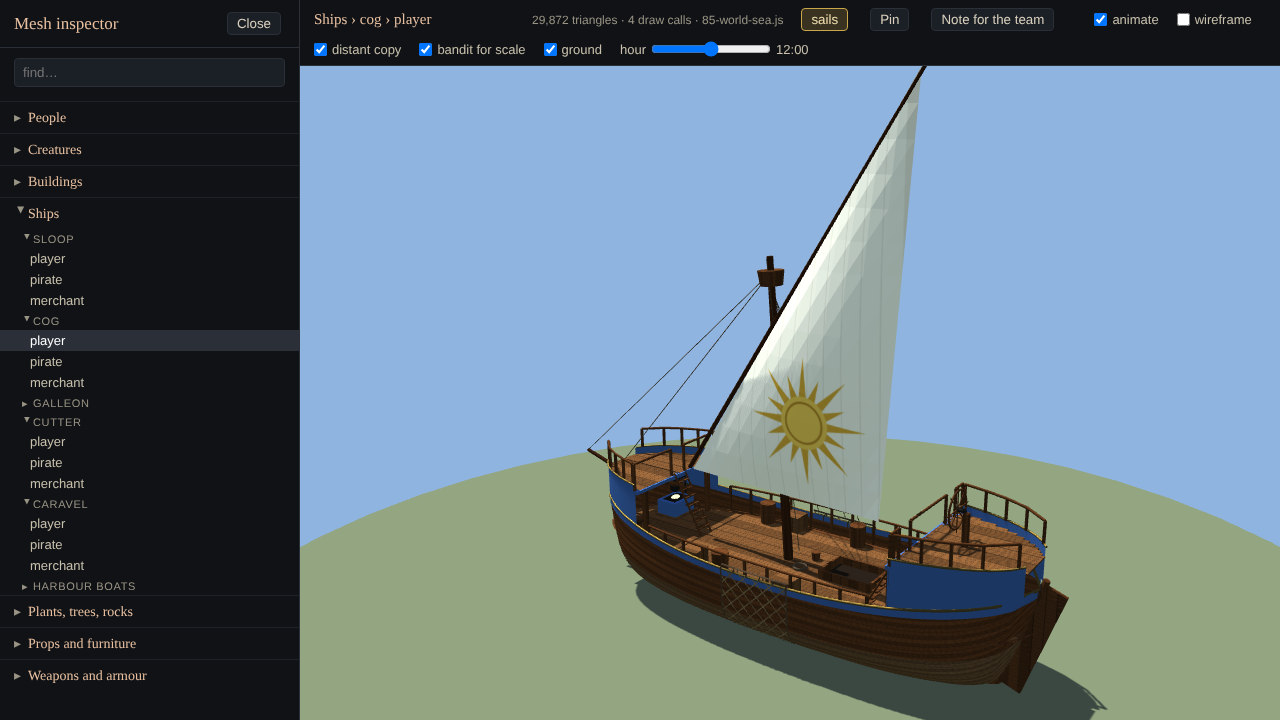 Mesh inspector
Close
find…
People
Creatures
Buildings
Ships
SLOOP
player
pirate
merchant
COG
player
pirate
merchant
GALLEON
CUTTER
player
pirate
merchant
CARAVEL
player
pirate
merchant
HARBOUR BOATS
Plants, trees, rocks
Props and furniture
Weapons and armour
Ships › cog › player
29,872 triangles · 4 draw calls · 85-world-sea.js
sails
Pin
Note for the team
animate
wireframe
distant copy
bandit for scale
ground
hour
12:00